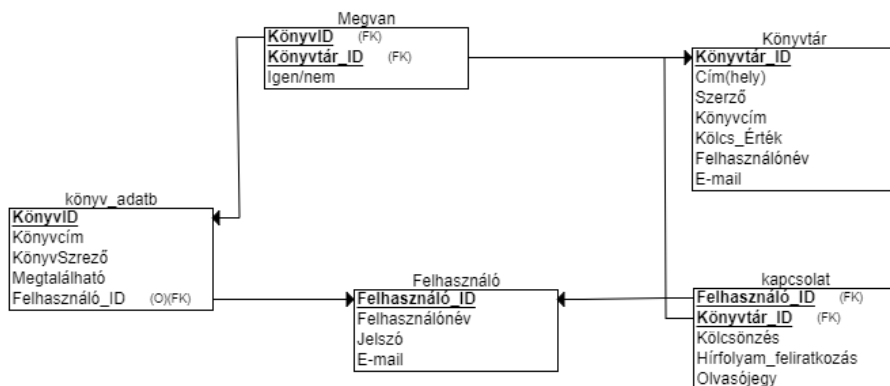 Megvan
KönyvID (FK)
Könyvtár_ID (FK)
Igen/nem
Könyvtár
Könyvtár_ID
Cím(hely)
Szerző
Könyvcím
Kölcs_Érték
Felhasználónév
E-mail
könyv_adatb
KönyvID
Könyvcím
KönyvSzrező
Megtalálható
Felhasználó_ID (O)(FK)
Felhasználó
Felhasználó_ID
Felhasználónév
Jelszó
E-mail
kapcsolat
Felhasználó_ID (FK)
Könyvtár_ID (FK)
Kölcsönzés
Hírfolyam_feliratkozás
Olvasójegy